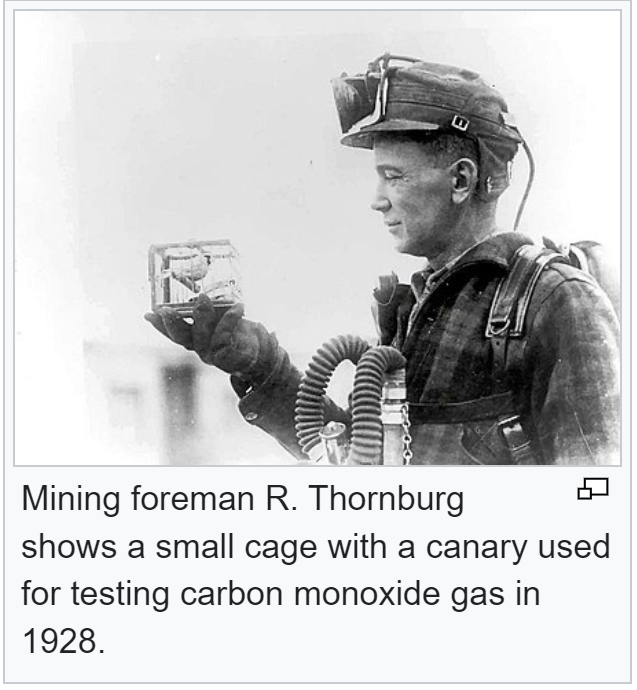 Mining foreman R. Thornburg
shows a small cage with a canary used
for testing carbon monoxide gas in
1928.